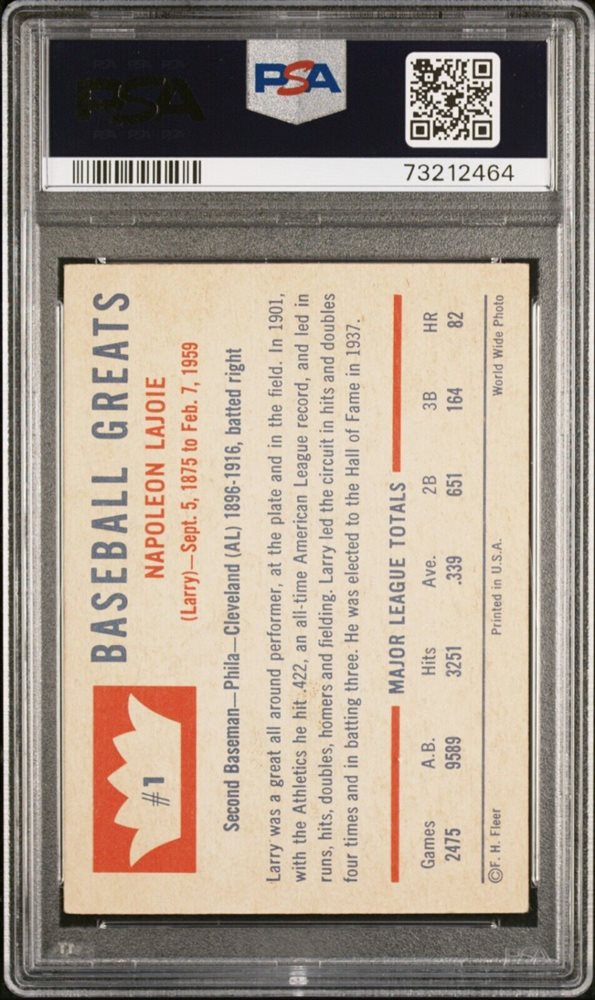 PSA
PSA
73212464
#1
BASEBALL GREATS
NAPOLEON LAJOIE
(Larry)—Sept. 5, 1875 to Feb. 7, 1959
Second Baseman—Phila—Cleveland (AL) 1896-1916, batted right
Larry was a great all around performer, at the plate and in the field. In 1901,
with the Athletics he hit .422, an all-time American League record, and led in
runs, hits, doubles, homers and fielding. Larry led the circuit in hits and doubles
four times and in batting three. He was elected to the Hall of Fame in 1937.
MAJOR LEAGUE TOTALS
Games A.B. Hits Ave. 2B 3B HR
2475 9589 3251 .339 651 164 82
©F. H. Fleer Printed in U.S.A. World Wide Photo
PSA